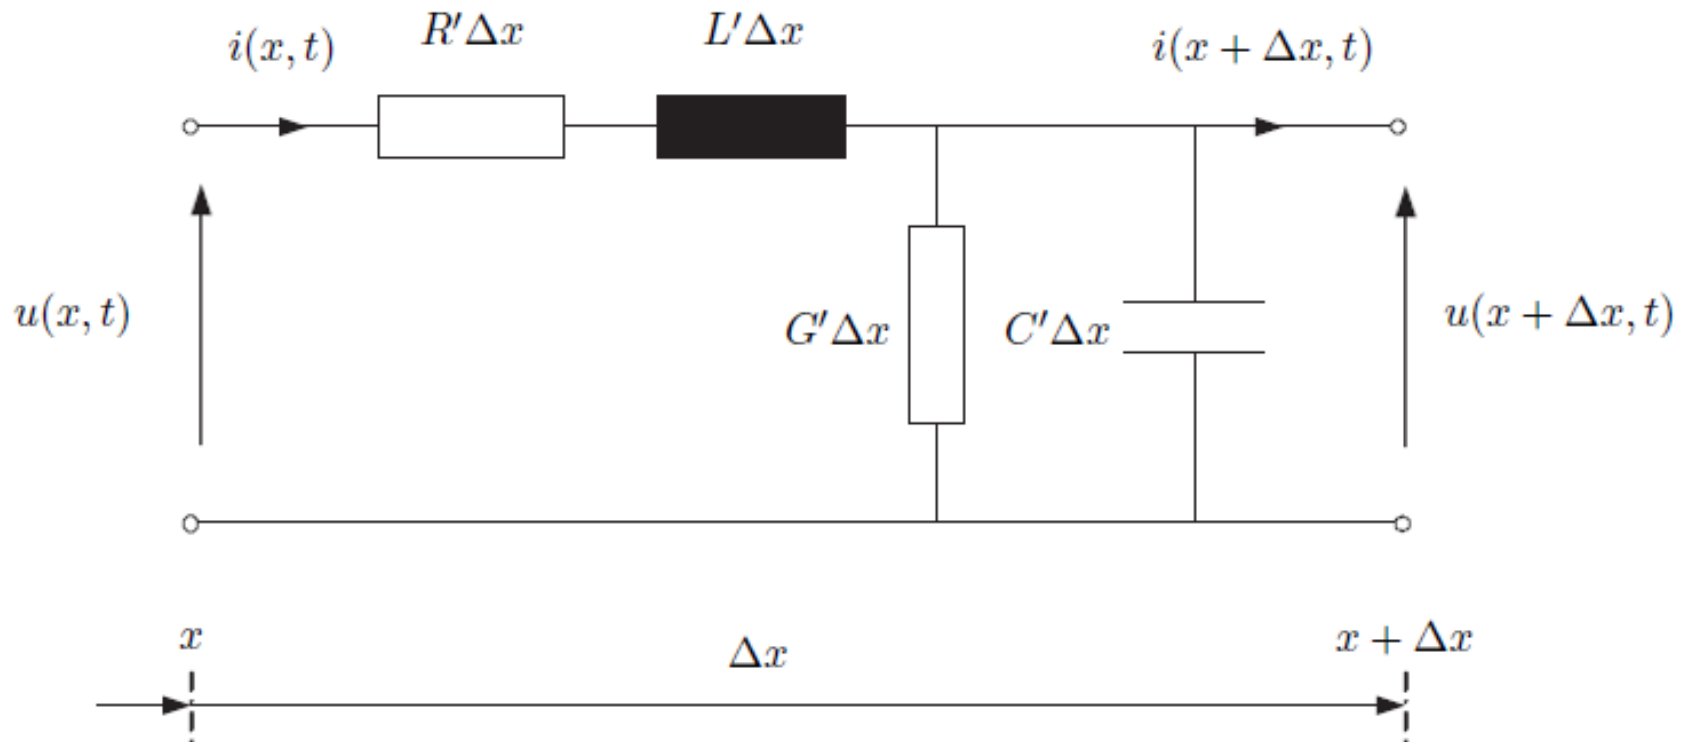 i(x, t)
R′Δx
L′Δx
i(x + Δx, t)
u(x, t)
G′Δx
C′Δx
u(x + Δx, t)
x
Δx
x + Δx